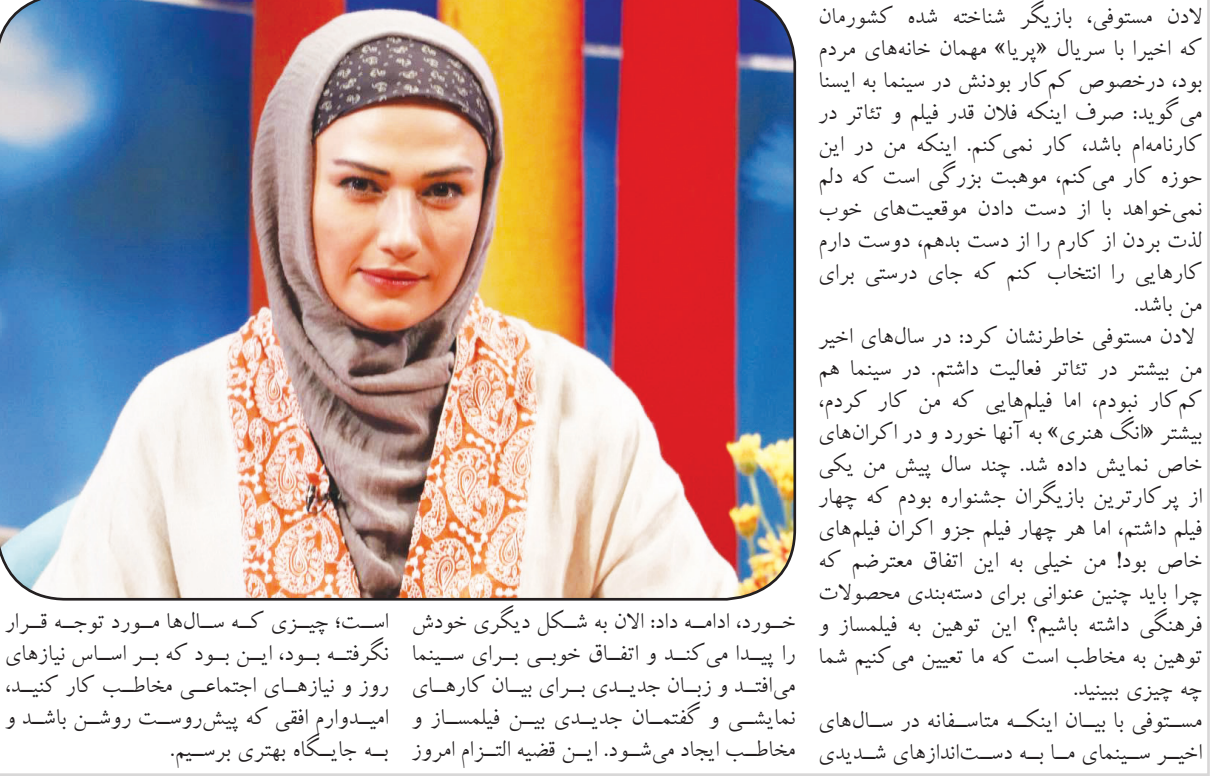 لادن مستوفی، بازیگر شناخته شده کشورمان
که اخیرا با سریال «پریا» مهمان خانه‌های مردم
بود، درخصوص کم‌کار بودنش در سینما به ایسنا
می‌گوید: صرف اینکه فلان قدر فیلم و تئاتر در
کارنامه‌ام باشد، کار نمی‌کنم. اینکه من در این
حوزه کار می‌کنم، موهبت بزرگی است که دلم
نمی‌خواهد با از دست دادن موقعیت‌های خوب
لذت بردن از کارم را از دست بدهم، دوست دارم
کارهایی را انتخاب کنم که جای درستی برای
من باشد.
لادن مستوفی خاطرنشان کرد: در سال‌های اخیر
من بیشتر در تئاتر فعالیت داشتم. در سینما هم
کم‌کار نبودم، اما فیلم‌هایی که من کار کردم،
بیشتر «انگ هنری» به آنها خورد و در اکران‌های
خاص نمایش داده شد. چند سال پیش من یکی
از پرکارترین بازیگران جشنواره بودم که چهار
فیلم داشتم، اما هر چهار فیلم جزو اکران فیلم‌های
خاص بود! من خیلی به این اتفاق معترضم که
چرا باید چنین عنوانی برای دسته‌بندی محصولات
فرهنگی داشته باشیم؟ این توهین به فیلمساز و
توهین به مخاطب است که ما تعیین می‌کنیم شما
چه چیزی ببینید.
مستوفی با بیان اینکه متاسفانه در سال‌های
اخیر سینمای ما به دست‌اندازهای شدیدی
خورد، ادامه داد: الان به شکل دیگری خودش
را پیدا می‌کند و اتفاق خوبی برای سینما
می‌افتد و زبان جدیدی برای بیان کارهای
نمایشی و گفتمان جدیدی بین فیلمساز و
مخاطب ایجاد می‌شود. این قضیه التزام امروز
است؛ چیزی که سال‌ها مورد توجه قرار
نگرفته بود، این بود که بر اساس نیازهای
روز و نیازهای اجتماعی مخاطب کار کنید،
امیدوارم افقی که پیش‌روست روشن باشد و
به جایگاه بهتری برسیم.